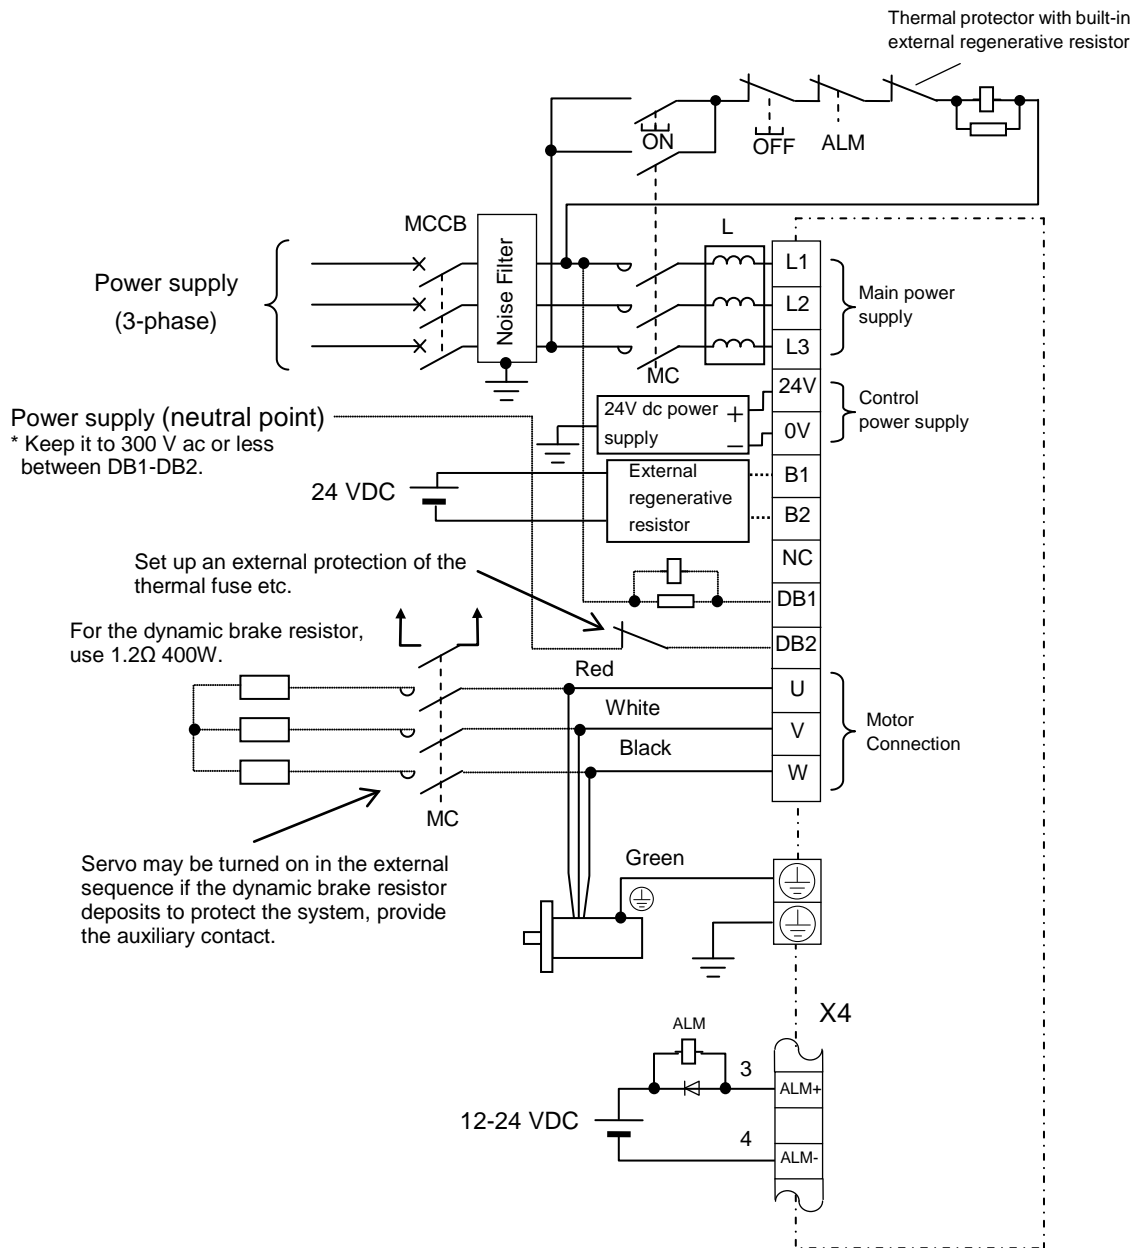 Thermal protector with built-in
external regenerative resistor
ON
OFF
ALM
MCCB
Noise Filter
L
Power supply
(3-phase)
L1
L2
L3
Main power
supply
MC
24V
0V
Control
power supply
24V dc power
supply
+
−
Power supply (neutral point)
* Keep it to 300 V ac or less
between DB1-DB2.
24 VDC
External
regenerative
resistor
B1
B2
NC
DB1
DB2
Set up an external protection of the
thermal fuse etc.
For the dynamic brake resistor,
use 1.2Ω 400W.
Red
White
Black
U
V
W
Motor
Connection
MC
Servo may be turned on in the external
sequence if the dynamic brake resistor
deposits to protect the system, provide
the auxiliary contact.
Green
X4
ALM
3
ALM+
12-24 VDC
4
ALM-